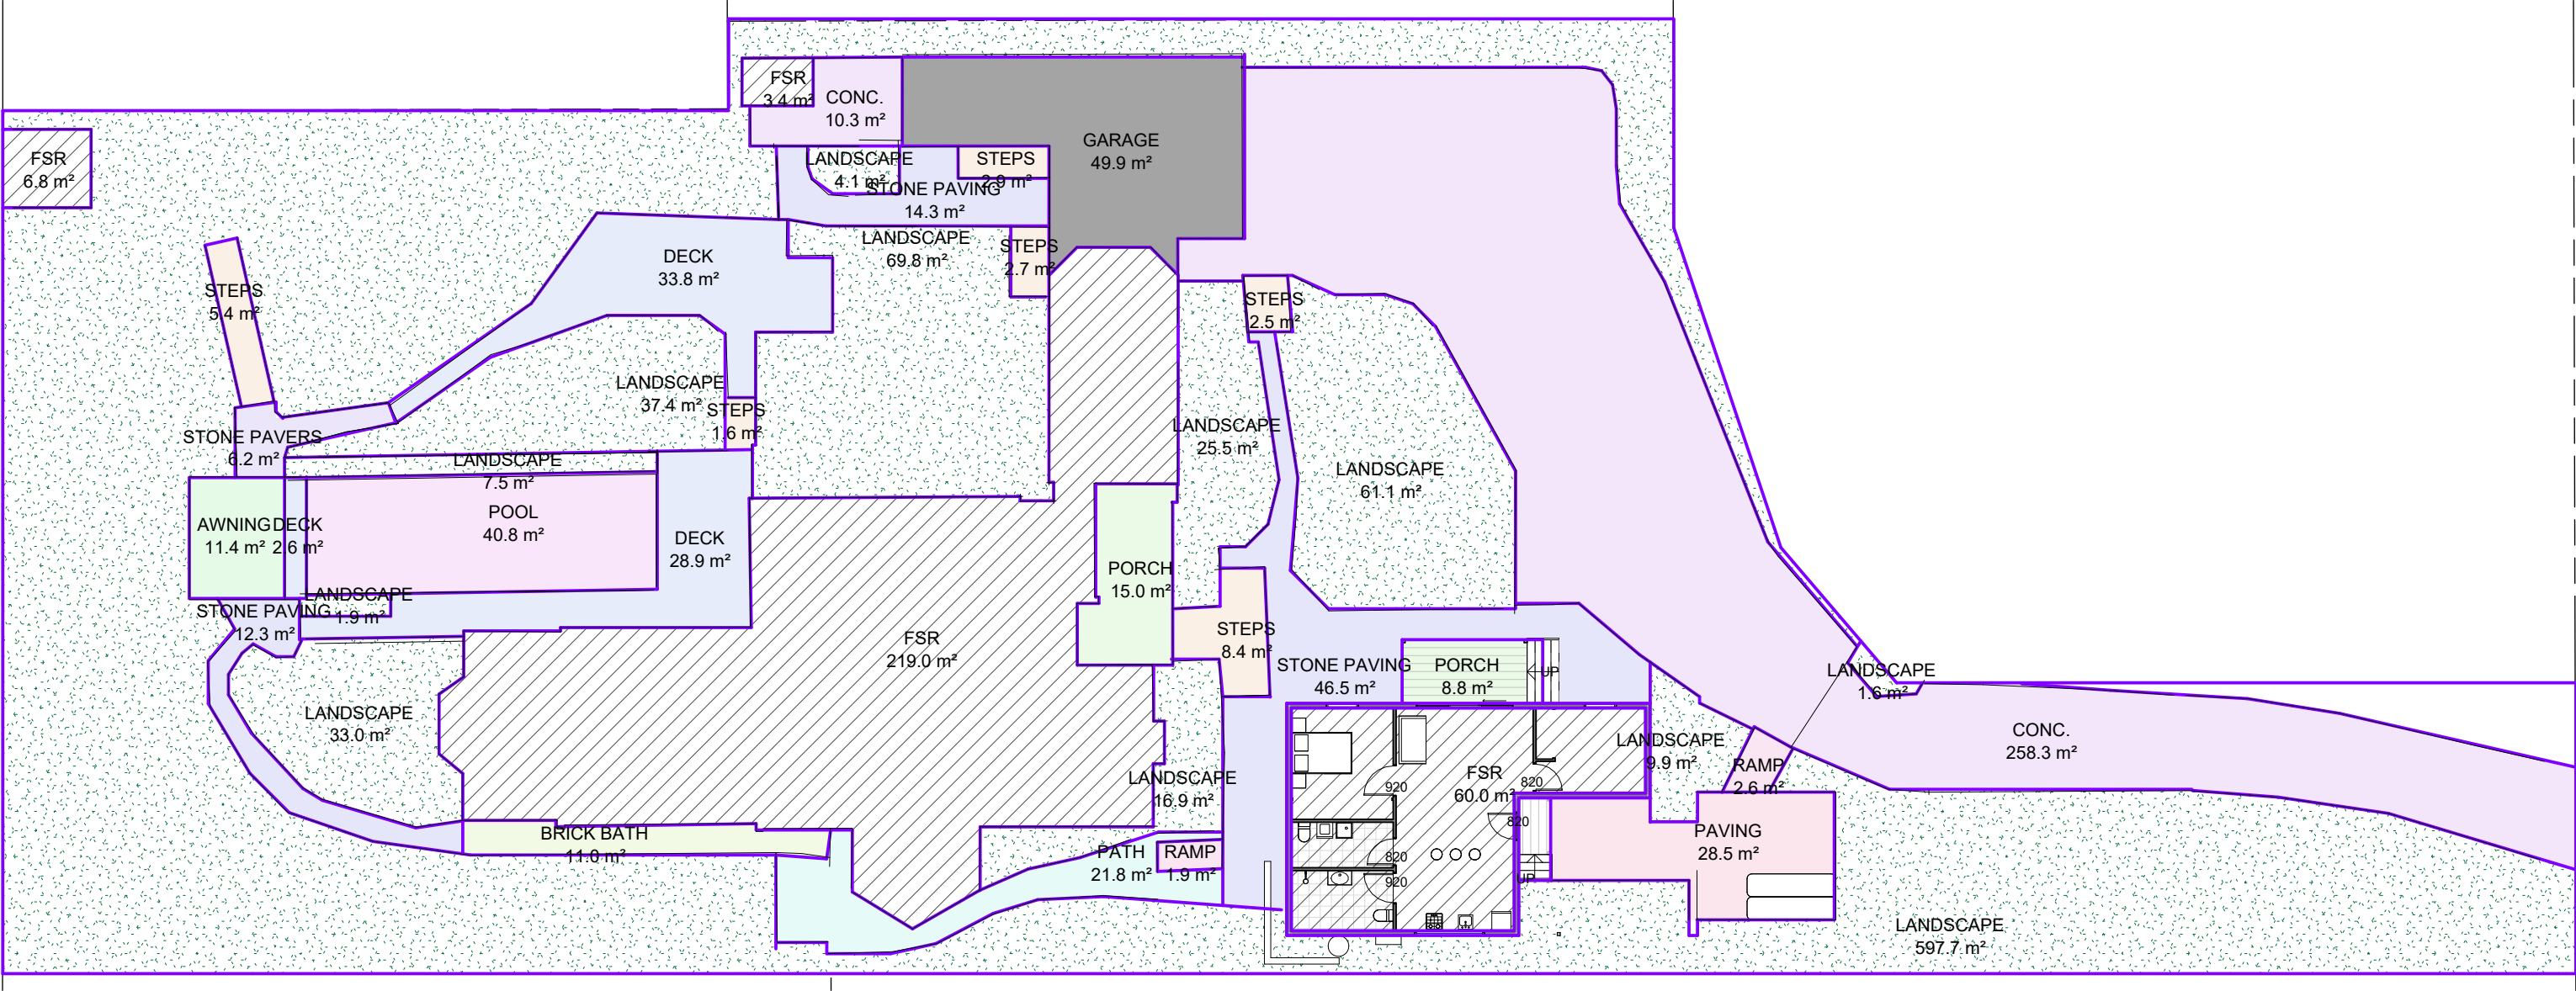 FSR
3.4 m²
CONC.
10.3 m²
GARAGE
49.9 m²
FSR
6.8 m²
LANDSCAPE
4.1 m²
STEPS
2.9 m²
STONE PAVING
14.3 m²
LANDSCAPE
69.8 m²
STEPS
2.7 m²
DECK
33.8 m²
STEPS
5.4 m²
STEPS
2.5 m²
LANDSCAPE
37.4 m²
STEPS
1.6 m²
LANDSCAPE
25.5 m²
STONE PAVERS
6.2 m²
LANDSCAPE
7.5 m²
LANDSCAPE
61.1 m²
AWNING
11.4 m²
DECK
2.6 m²
POOL
40.8 m²
DECK
28.9 m²
PORCH
15.0 m²
LANDSCAPE
1.9 m²
STONE PAVING
12.3 m²
FSR
219.0 m²
STEPS
8.4 m²
STONE PAVING
46.5 m²
PORCH
8.8 m²
UP
LANDSCAPE
1.6 m²
LANDSCAPE
33.0 m²
CONC.
258.3 m²
LANDSCAPE
9.9 m²
RAMP
2.6 m²
LANDSCAPE
16.9 m²
FSR
60.0 m²
920
820
820
BRICK BATH
11.0 m²
PATH
21.8 m²
RAMP
1.9 m²
820
920
UP
PAVING
28.5 m²
LANDSCAPE
597.7 m²